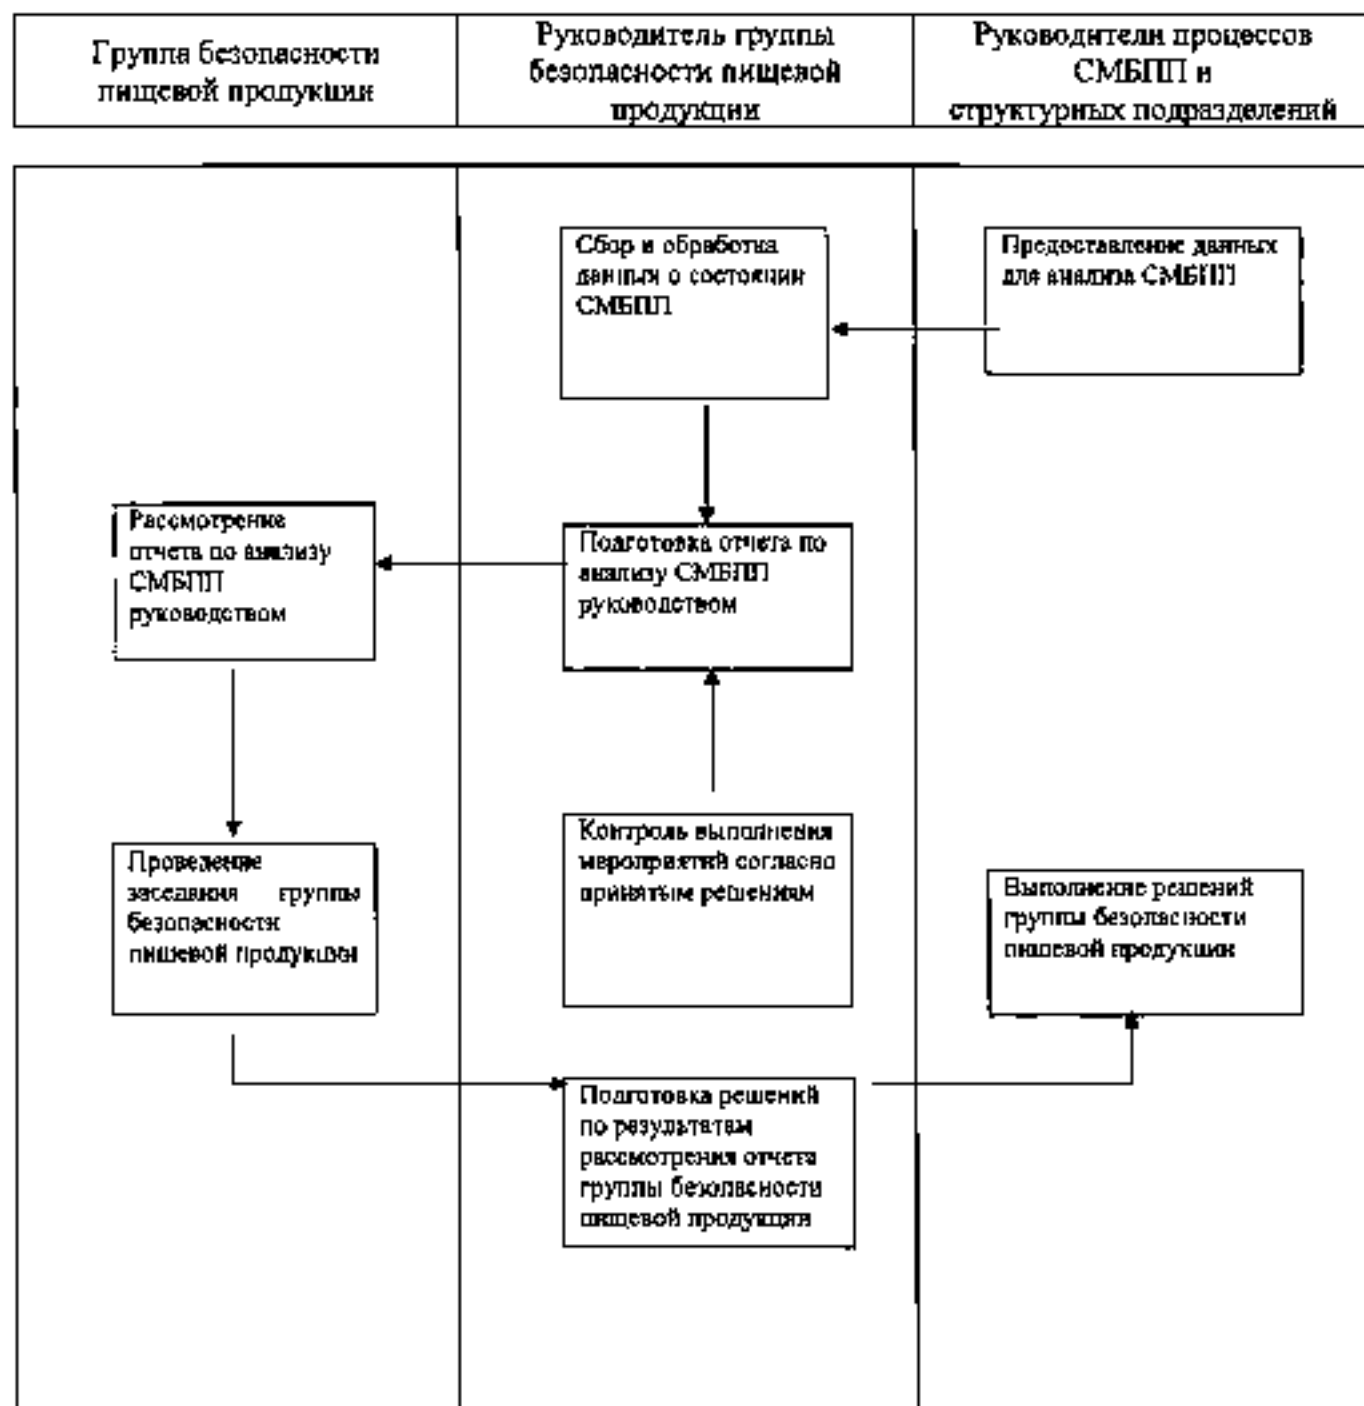 Группа безопасности
пищевой продукции
Руководитель группы
безопасности пищевой
продукции
Руководители процессов
СМБПП и
структурных подразделений
Сбор и обработка
данных о состоянии
СМБПП
Предоставление данных
для анализа СМБПП
Рассмотрение
отчета по анализу
СМБПП
руководством
Подготовка отчета по
анализу СМБПП
руководством
Проведение
заседания группы
безопасности
пищевой продукции
Контроль выполнения
мероприятий согласно
принятым решениям
Выполнение решений
группы безопасности
пищевой продукции
Подготовка решений
по результатам
рассмотрения отчета
группы безопасности
пищевой продукции